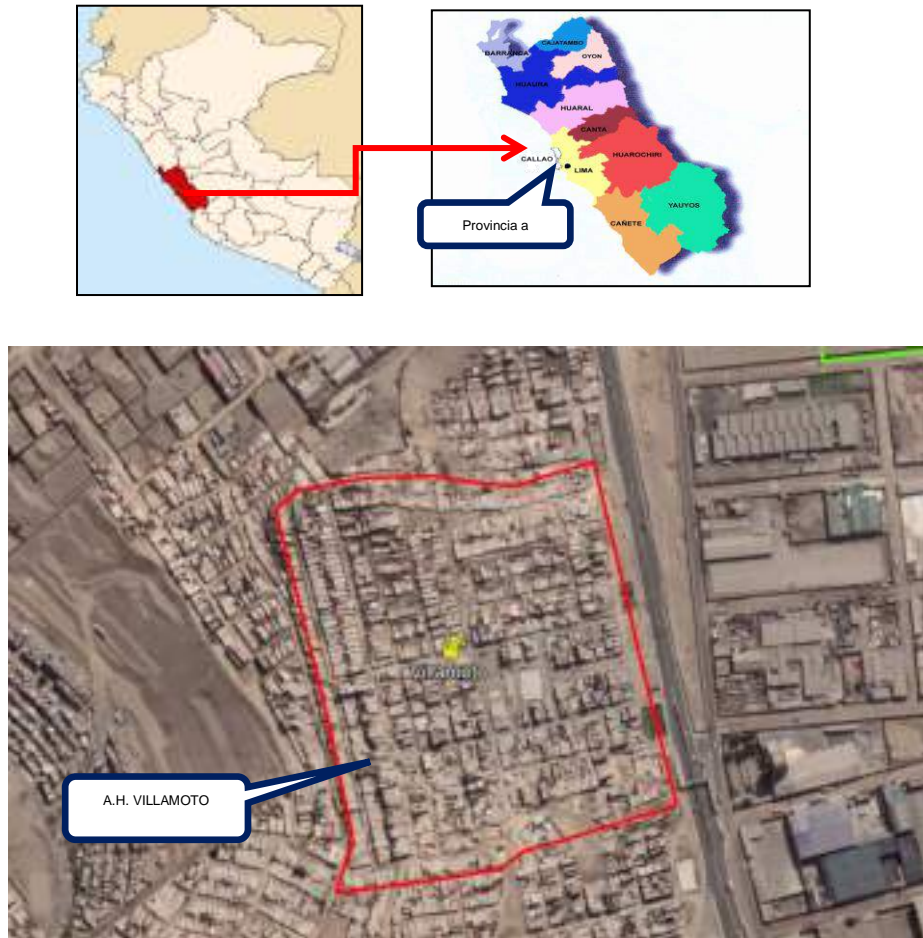 CAJATAMBO
BARRANCA
OYON
HUAURA
HUARAL
CANTA
HUAROCHIRI
CALLAO
LIMA
YAUYOS
Provincia a
CAÑETE
A.H. VILLAMOTO